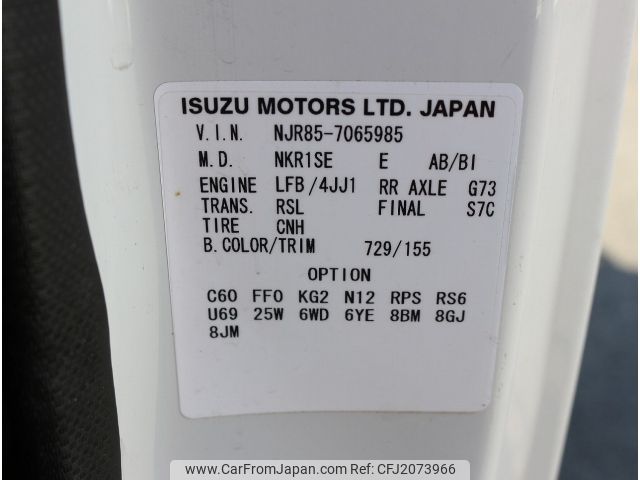 ISUZU MOTORS LTD. JAPAN
V.I.N. NJR85-7065985
M.D. NKR1SE E AB/BI
ENGINE LFB/4JJ1 RR AXLE G73
TRANS. RSL FINAL S7C
TIRE CNH
B.COLOR/TRIM 729/155
OPTION
C60 FF0 KG2 N12 RPS RS6
U69 25W 6WD 6YE 8BM 8GJ
8JM
www.CarFromJapan.com - CFJ2073966